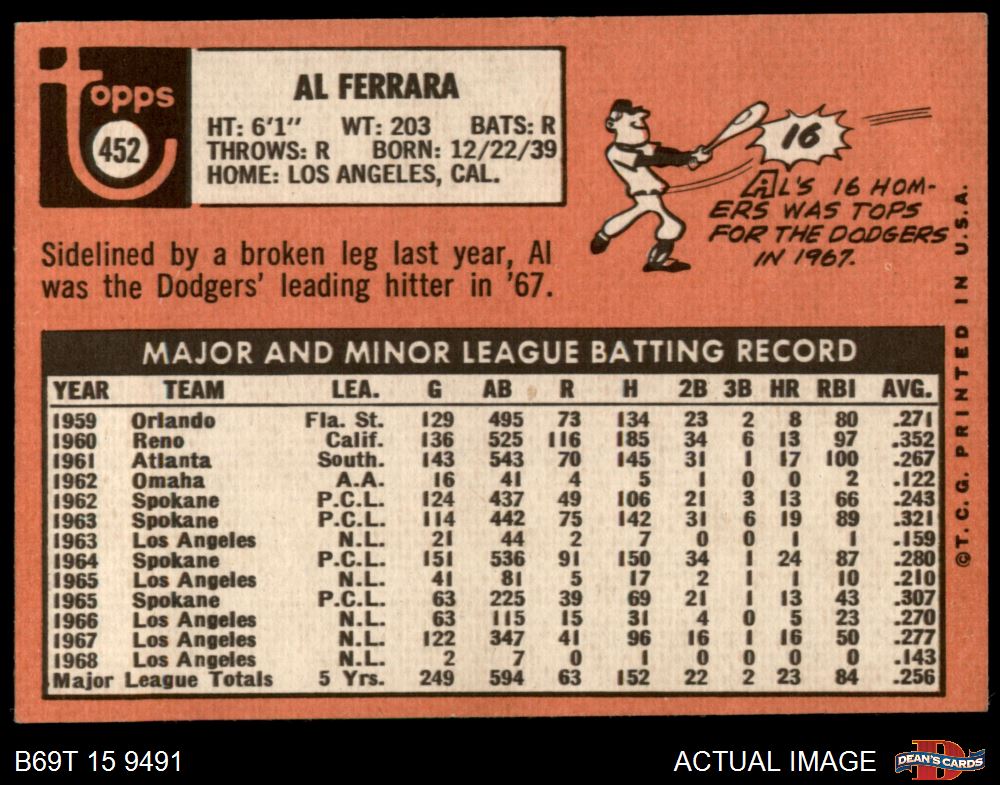 Topps
452
AL FERRARA
HT: 6'1" WT: 203 BATS: R
THROWS: R BORN: 12/22/39
HOME: LOS ANGELES, CAL.
Sidelined by a broken leg last year, Al
was the Dodgers' leading hitter in '67.
16
AL'S 16 HOM-
ERS WAS TOPS
FOR THE DODGERS
IN 1967.
MAJOR AND MINOR LEAGUE BATTING RECORD
YEAR TEAM LEA. G AB R H 2B 3B HR RBI AVG.
1959 Orlando Fla. St. 129 495 73 134 23 2 8 80 .271
1960 Reno Calif. 136 525 116 185 34 6 13 97 .352
1961 Atlanta South. 143 543 70 145 31 1 17 100 .267
1962 Omaha A.A. 16 41 4 5 1 0 0 2 .122
1962 Spokane P.C.L. 124 437 49 106 21 3 13 66 .243
1963 Spokane P.C.L. 114 442 75 142 31 6 19 89 .321
1963 Los Angeles N.L. 21 44 2 7 0 0 1 1 .159
1964 Spokane P.C.L. 151 536 91 150 34 1 24 87 .280
1965 Los Angeles N.L. 41 81 5 17 2 1 1 10 .210
1965 Spokane P.C.L. 63 225 39 69 21 1 13 43 .307
1966 Los Angeles N.L. 63 115 15 31 4 0 5 23 .270
1967 Los Angeles N.L. 122 347 41 96 16 1 16 50 .277
1968 Los Angeles N.L. 2 7 0 1 0 0 0 0 .143
Major League Totals 5 Yrs. 249 594 63 152 22 2 23 84 .256
©T.C.G. PRINTED IN U.S.A.
B69T 15 9491
ACTUAL IMAGE
DEAN'S CARDS